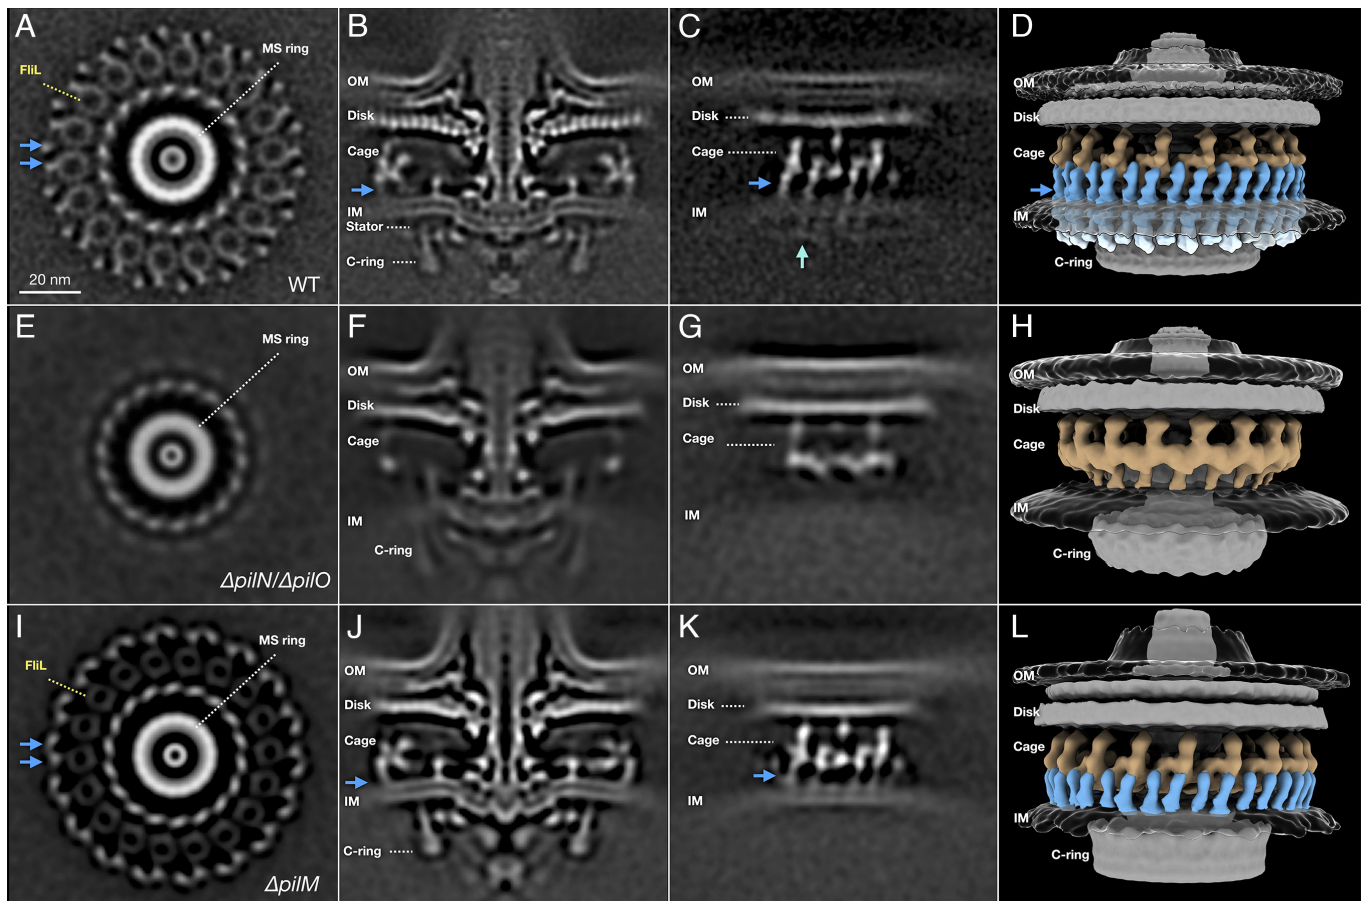 A
MS ring
FliL
20 nm
WT
B
OM
Disk
Cage
IM
Stator
C-ring
C
OM
Disk
Cage
IM
D
OM
Disk
Cage
IM
C-ring
E
MS ring
ΔpilN/ΔpilO
F
OM
Disk
Cage
IM
C-ring
G
OM
Disk
Cage
IM
H
OM
Disk
Cage
IM
C-ring
I
MS ring
FliL
ΔpilM
J
OM
Disk
Cage
IM
C-ring
K
OM
Disk
Cage
IM
L
OM
Disk
Cage
IM
C-ring